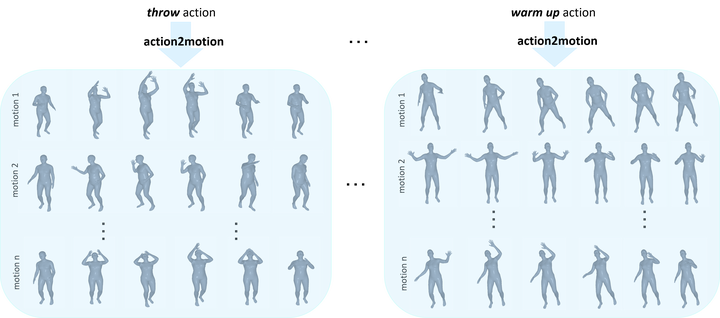 throw action
action2motion
motion 1
motion 2
motion n
...
warm up action
action2motion
motion 1
motion 2
motion n